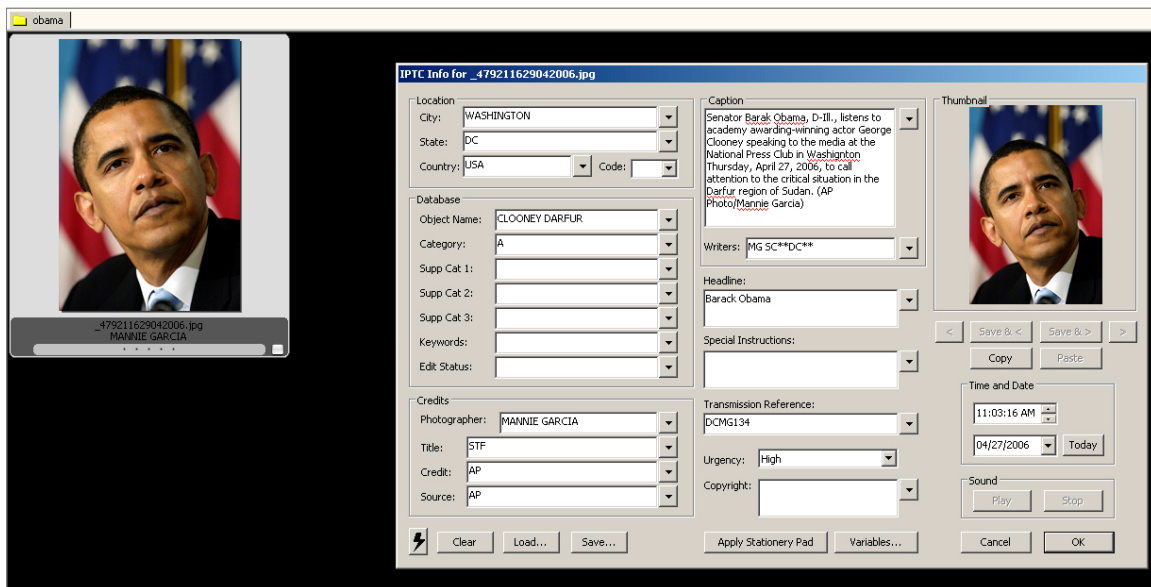 obama
_479211629042006.jpg
MANNIE GARCIA
IPTC Info for _479211629042006.jpg
Location
City: WASHINGTON
State: DC
Country: USA Code:
Database
Object Name: CLOONEY DARFUR
Category: A
Supp Cat 1:
Supp Cat 2:
Supp Cat 3:
Keywords:
Edit Status:
Credits
Photographer: MANNIE GARCIA
Title: STF
Credit: AP
Source: AP
Clear Load... Save...
Caption
Senator Barak Obama, D-Ill., listens to
academy awarding-winning actor George
Clooney speaking to the media at the
National Press Club in Washignton
Thursday, April 27, 2006, to call
attention to the critical situation in the
Darfur region of Sudan. (AP
Photo/Mannie Garcia)
Writers: MG SC**DC**
Headline:
Barack Obama
Special Instructions:
Transmission Reference:
DCMG134
Urgency: High
Copyright:
Apply Stationery Pad Variables...
Thumbnail
< Save & < Save & > >
Copy Paste
Time and Date
11:03:16 AM
04/27/2006 Today
Sound
Play Stop
Cancel OK